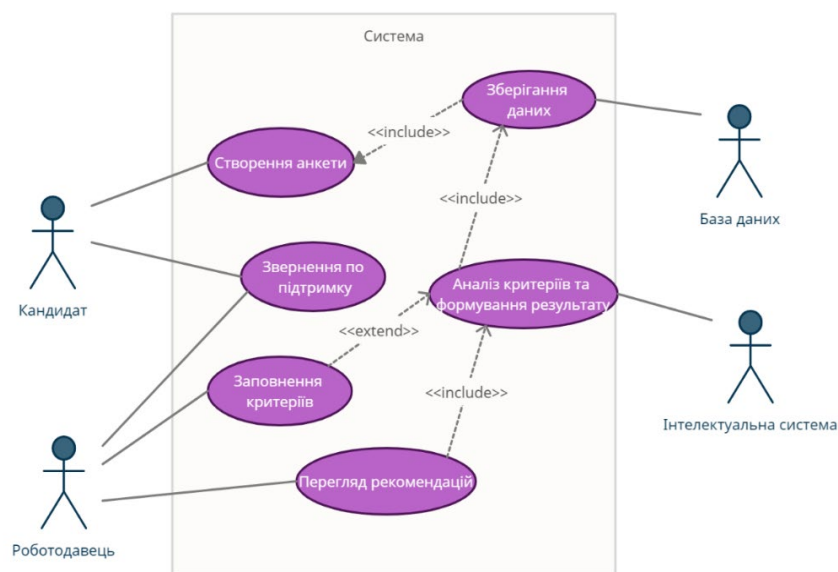 Система
Зберігання
даних
<<include>>
Створення анкети
<<include>>
База даних
Кандидат
Звернення по
підтримку
Аналіз критеріїв та
формування результату
<<extend>>
Заповнення
критеріїв
<<include>>
Інтелектуальна система
Перегляд рекомендацій
Роботодавець